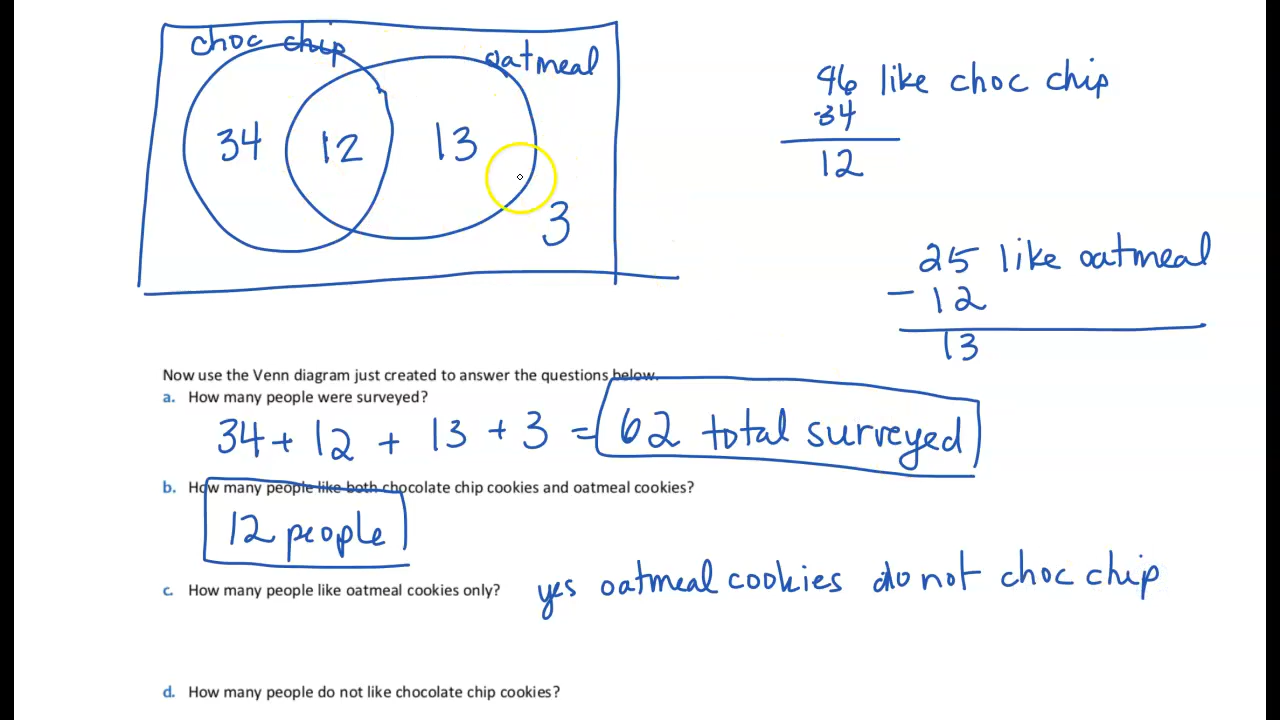 choc chip
oatmeal
34 12 13
3
46 like choc chip
-34
12
25 like oatmeal
- 12
13
Now use the Venn diagram just created to answer the questions below.
a. How many people were surveyed?
34 + 12 + 13 + 3 = 62 total surveyed
b. How many people like both chocolate chip cookies and oatmeal cookies?
12 people
c. How many people like oatmeal cookies only? yes oatmeal cookies do not choc chip
d. How many people do not like chocolate chip cookies?